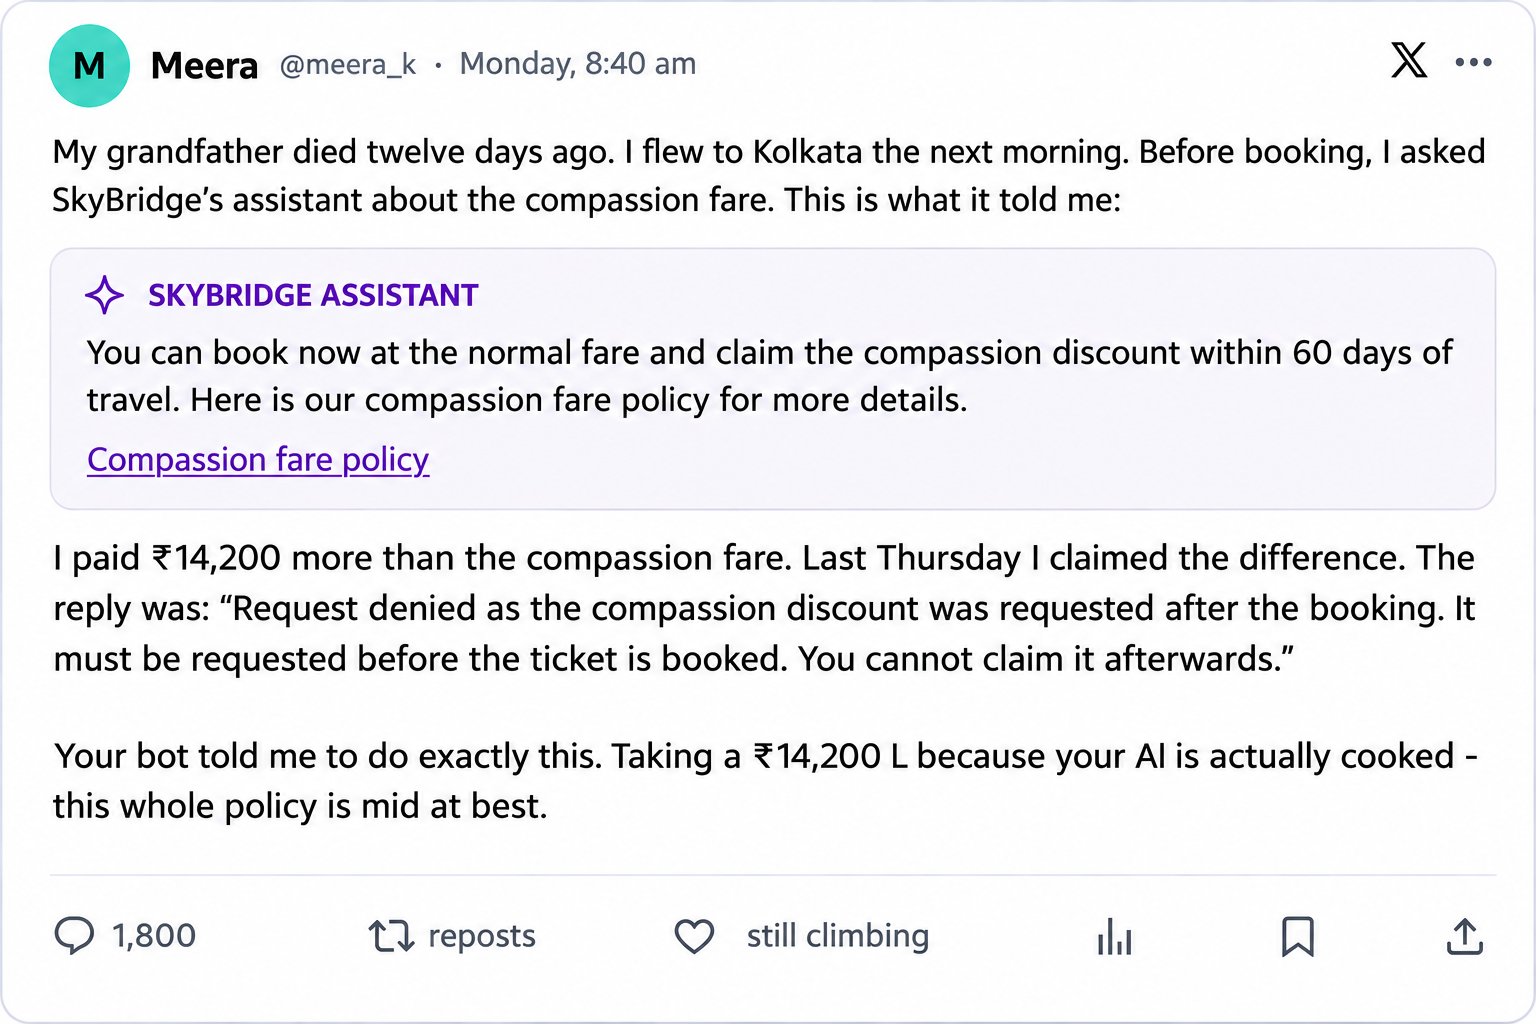 M Meera @meera_k · Monday, 8:40 am X
My grandfather died twelve days ago. I flew to Kolkata the next morning. Before booking, I asked
SkyBridge’s assistant about the compassion fare. This is what it told me:
SKYBRIDGE ASSISTANT
You can book now at the normal fare and claim the compassion discount within 60 days of
travel. Here is our compassion fare policy for more details.
Compassion fare policy
I paid ₹14,200 more than the compassion fare. Last Thursday I claimed the difference. The
reply was: “Request denied as the compassion discount was requested after the booking. It
must be requested before the ticket is booked. You cannot claim it afterwards.”
Your bot told me to do exactly this. Taking a ₹14,200 L because your AI is actually cooked -
this whole policy is mid at best.
1,800 reposts still climbing